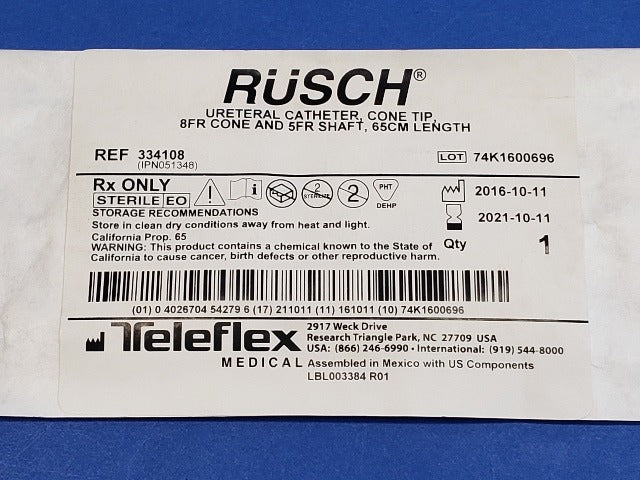 RÜSCH®
URETERAL CATHETER, CONE TIP,
8FR CONE AND 5FR SHAFT, 65CM LENGTH
REF 334108
(IPN051348)
LOT 74K1600696
Rx ONLY
STERILE EO
i
2
STERILIZE
2
PHT
DEHP
2016-10-11
2021-10-11
STORAGE RECOMMENDATIONS
Store in clean dry conditions away from heat and light.
California Prop. 65
WARNING: This product contains a chemical known to the State of
California to cause cancer, birth defects or other reproductive harm.
Qty 1
(01) 0 4026704 54279 6 (17) 211011 (11) 161011 (10) 74K1600696
Teleflex
MEDICAL
2917 Weck Drive
Research Triangle Park, NC 27709 USA
USA: (866) 246-6990 • International: (919) 544-8000
Assembled in Mexico with US Components
LBL003384 R01